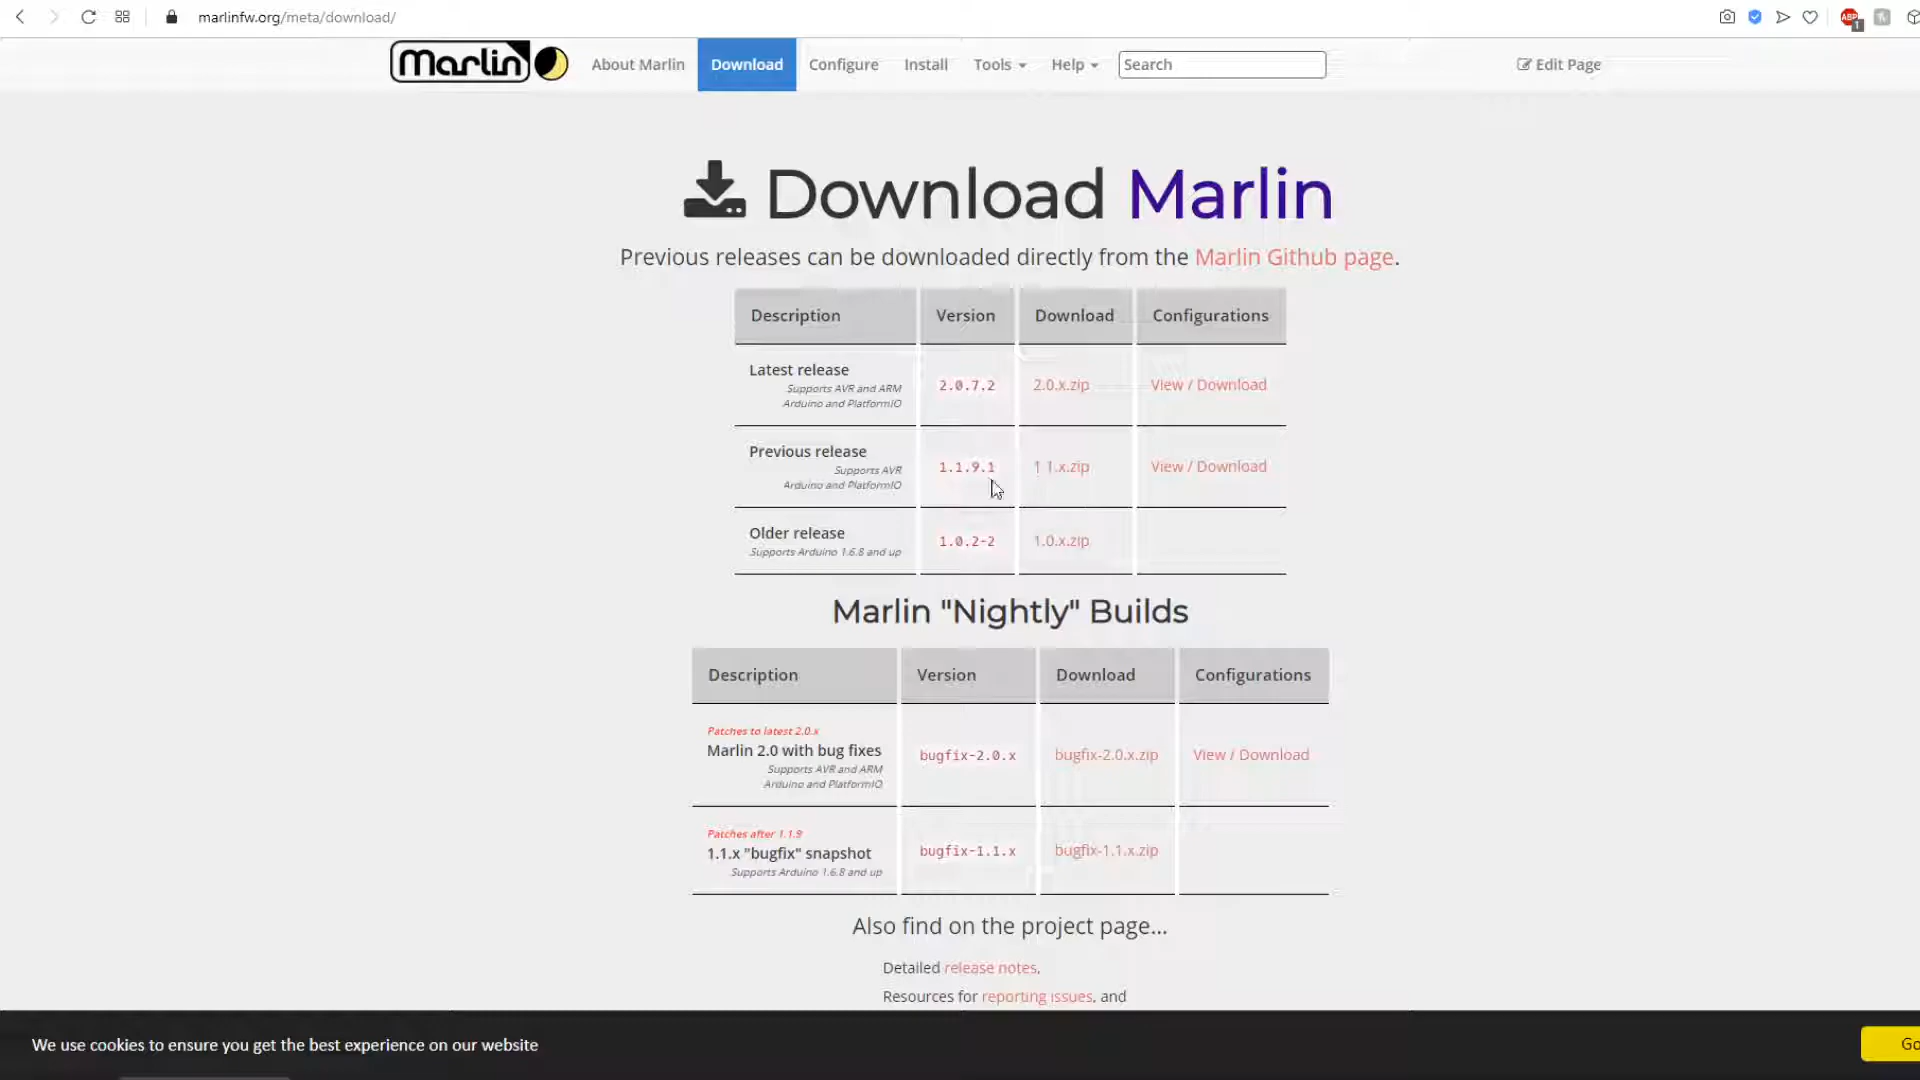 marlinfw.org/meta/download/
ABP
1
Marlin
About Marlin
Download
Configure
Install
Tools
Help
Search
Edit Page
Download Marlin
Previous releases can be downloaded directly from the Marlin Github page.
Description Version Download Configurations
Latest release
Supports AVR and ARM
Arduino and PlatformIO
2.0.7.2
2.0.x.zip
View / Download
Previous release
Supports AVR
Arduino and PlatformIO
1.1.9.1
1.1.x.zip
View / Download
Older release
Supports Arduino 1.6.8 and up
1.0.2-2
1.0.x.zip
Marlin "Nightly" Builds
Description Version Download Configurations
Patches to latest 2.0.x
Marlin 2.0 with bug fixes
Supports AVR and ARM
Arduino and PlatformIO
bugfix-2.0.x
bugfix-2.0.x.zip
View / Download
Patches after 1.1.9
1.1.x "bugfix" snapshot
Supports Arduino 1.6.8 and up
bugfix-1.1.x
bugfix-1.1.x.zip
Also find on the project page...
Detailed release notes,
Resources for reporting issues, and
We use cookies to ensure you get the best experience on our website
Go